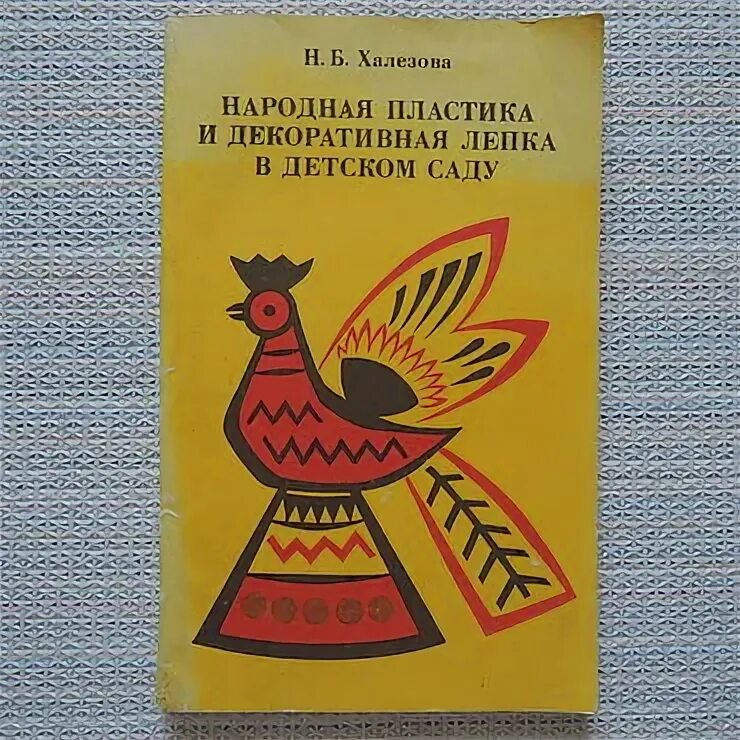 Н. Б. Халезова
НАРОДНАЯ ПЛАСТИКА
И ДЕКОРАТИВНАЯ ЛЕПКА
В ДЕТСКОМ САДУ